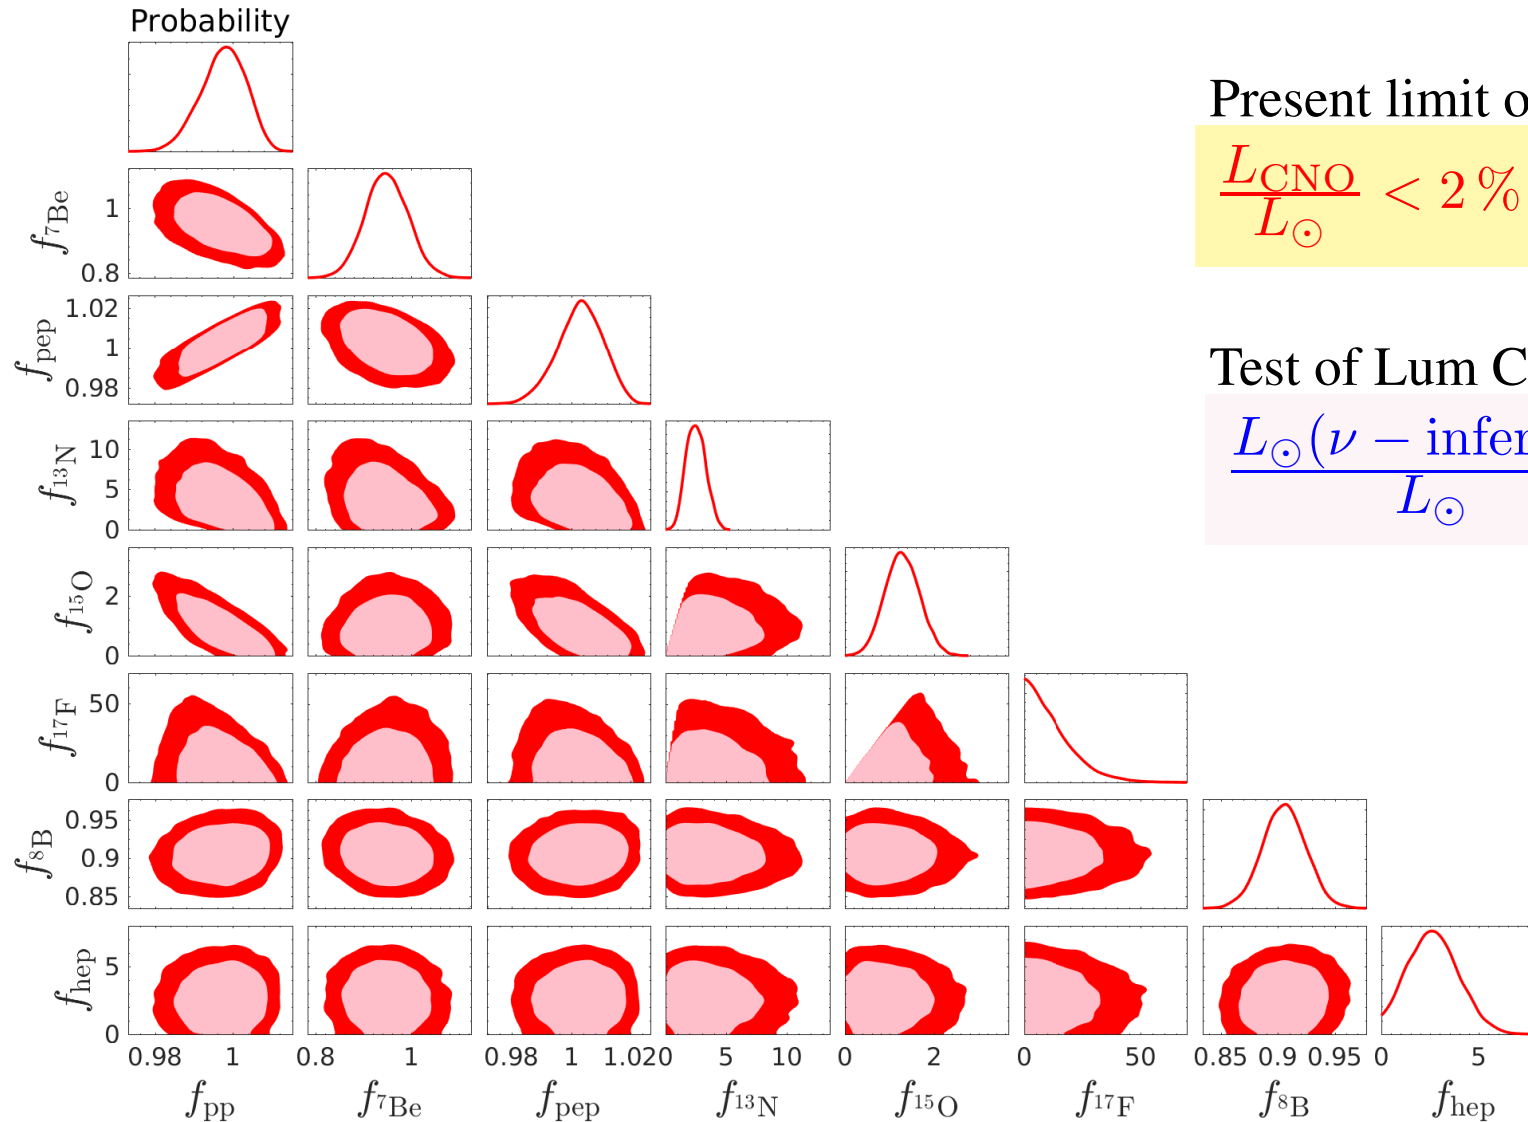 Probability
Present limit o
L_CNO / L_⊙ < 2 %
Test of Lum C
L_⊙(ν − infer
L_⊙
f_7Be
1
0.8
f_pep
1.02
1
0.98
f_13N
10
5
0
f_15O
2
0
f_17F
50
0
f_8B
0.95
0.9
0.85
f_hep
5
0
0.98 1 0.8 1 0.98 1 1.02 0 5 10 0 2 0 50 0.85 0.9 0.95 0 5
f_pp f_7Be f_pep f_13N f_15O f_17F f_8B f_hep